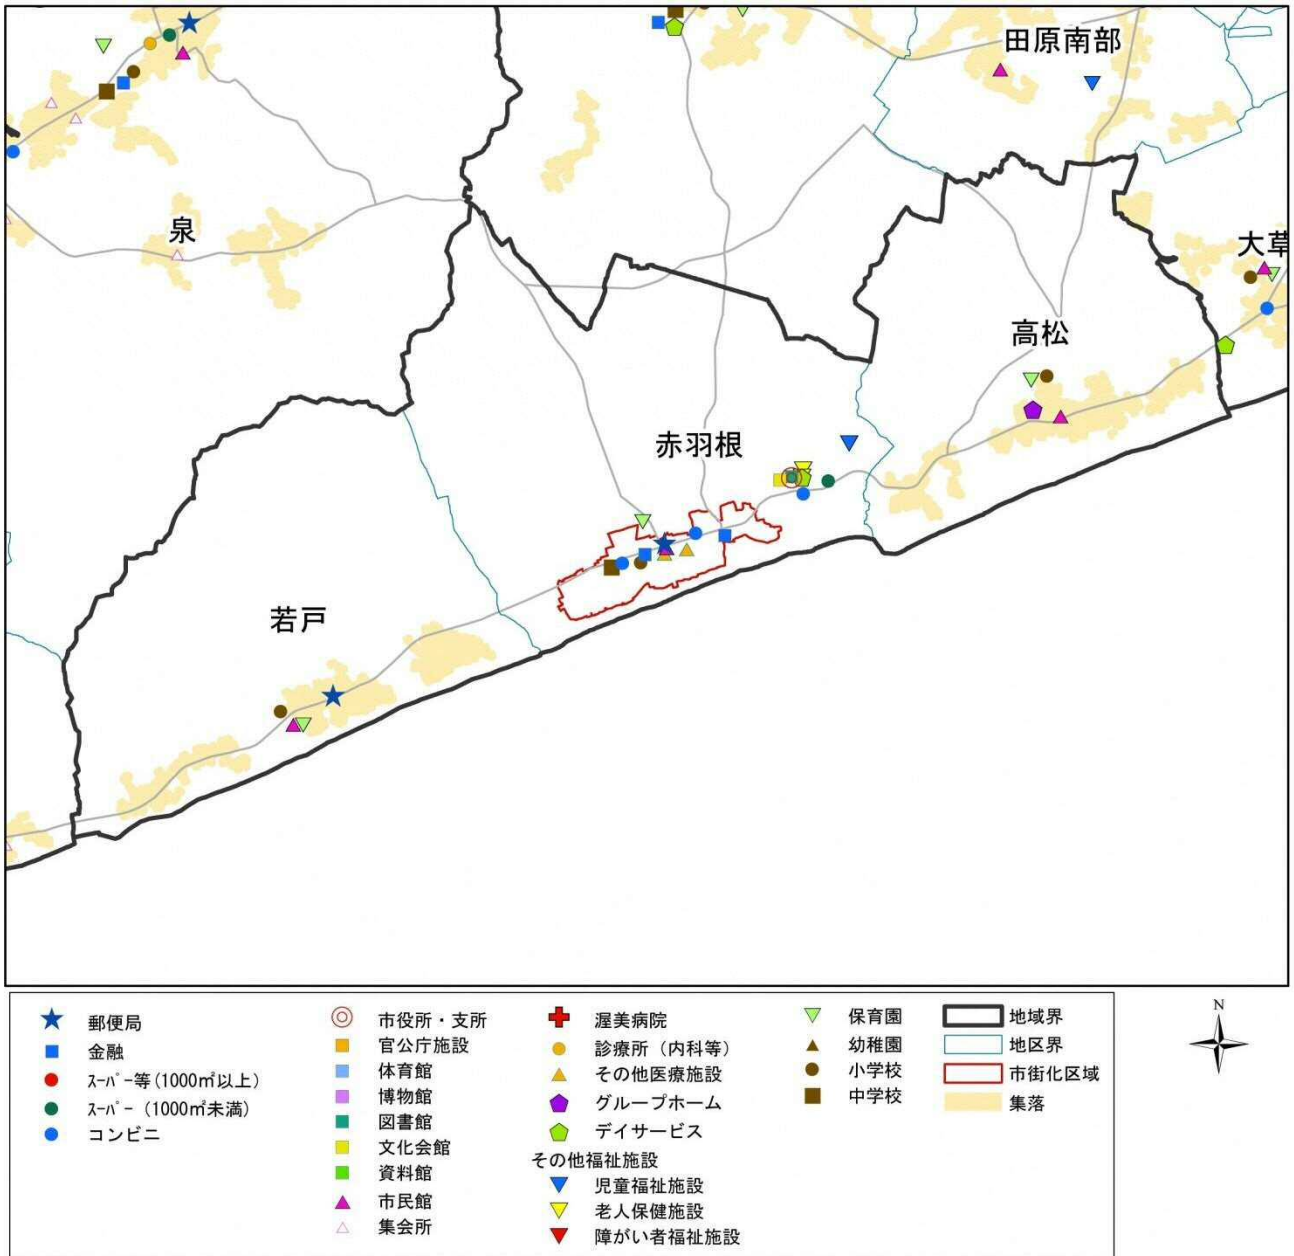 田原南部
泉
大草
高松
赤羽根
若戸
郵便局
金融
スーパー等(1000㎡以上)
スーパー (1000㎡未満)
コンビニ
市役所・支所
官公庁施設
体育館
博物館
図書館
文化会館
資料館
市民館
集会所
渥美病院
診療所（内科等）
その他医療施設
グループホーム
デイサービス
その他福祉施設
児童福祉施設
老人保健施設
障がい者福祉施設
保育園
幼稚園
小学校
中学校
地域界
地区界
市街化区域
集落
N